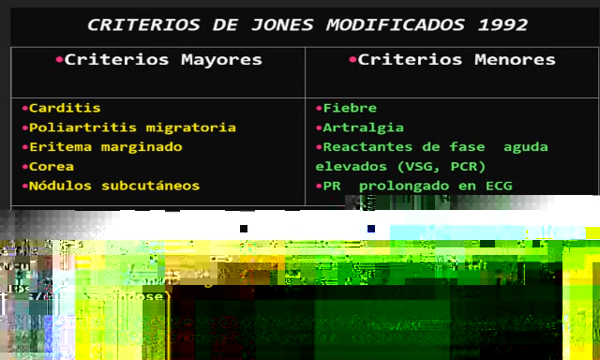 CRITERIOS DE JONES MODIFICADOS 1992
•Criterios Mayores
•Carditis
•Poliartritis migratoria
•Eritema marginado
•Corea
•Nódulos subcutáneos
•Criterios Menores
•Fiebre
•Artralgia
•Reactantes de fase aguda
elevados (VSG, PCR)
•PR prolongado en ECG